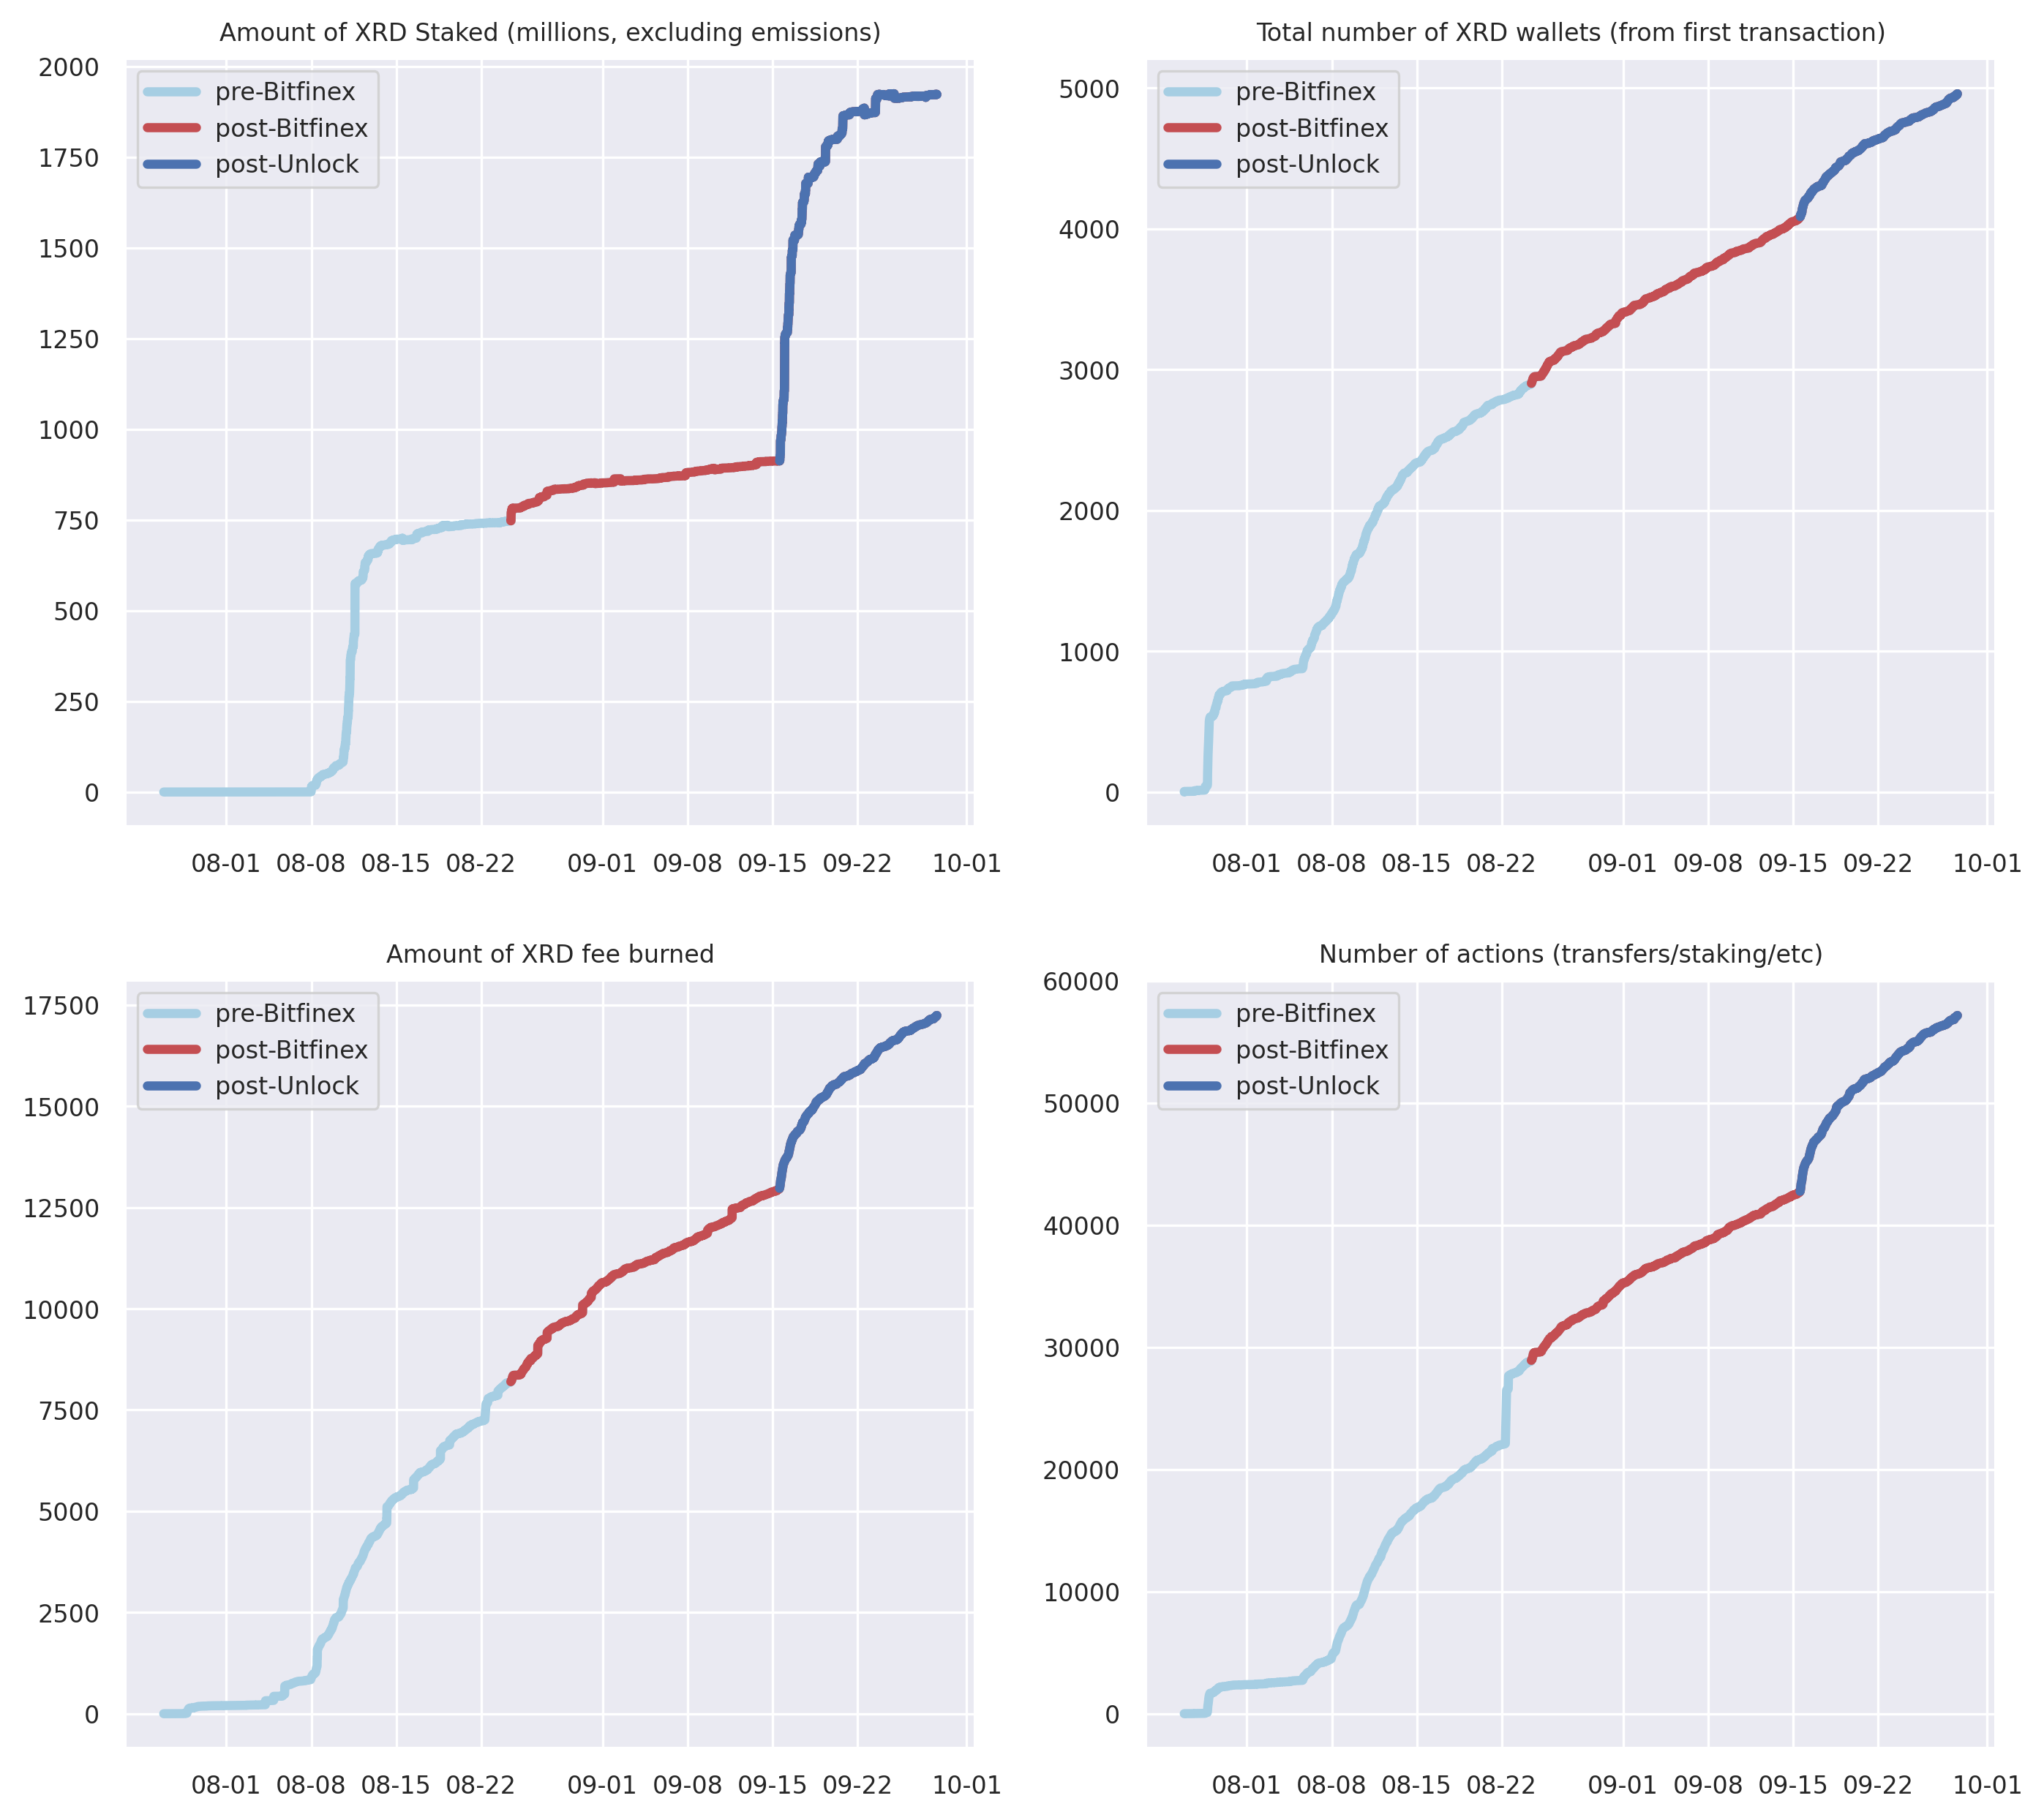 Amount of XRD Staked (millions, excluding emissions)
2000
1750
1500
1250
1000
750
500
250
0
pre-Bitfinex
post-Bitfinex
post-Unlock
08-01 08-08 08-15 08-22 09-01 09-08 09-15 09-22 10-01
Total number of XRD wallets (from first transaction)
5000
4000
3000
2000
1000
0
pre-Bitfinex
post-Bitfinex
post-Unlock
08-01 08-08 08-15 08-22 09-01 09-08 09-15 09-22 10-01
Amount of XRD fee burned
17500
15000
12500
10000
7500
5000
2500
0
pre-Bitfinex
post-Bitfinex
post-Unlock
08-01 08-08 08-15 08-22 09-01 09-08 09-15 09-22 10-01
Number of actions (transfers/staking/etc)
60000
50000
40000
30000
20000
10000
0
pre-Bitfinex
post-Bitfinex
post-Unlock
08-01 08-08 08-15 08-22 09-01 09-08 09-15 09-22 10-01